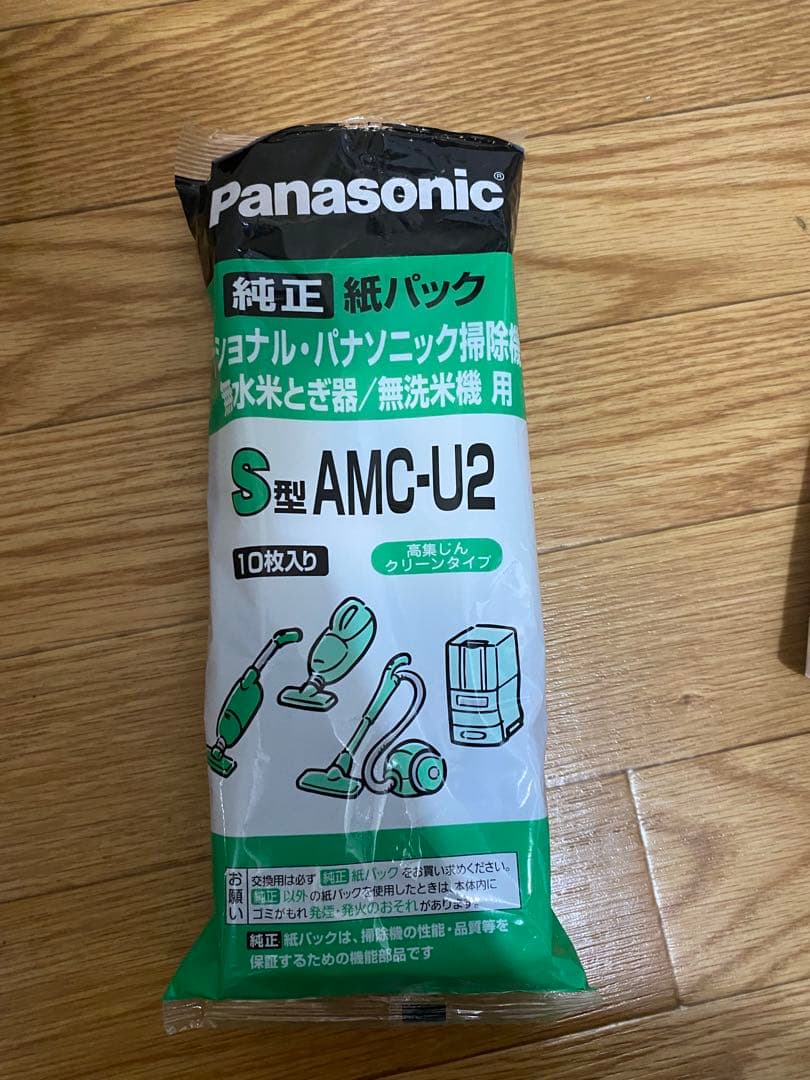 Panasonic®
純正 紙パック
ショナル・パナソニック掃除機
無水米とぎ器/無洗米機 用
S型 AMC-U2
10枚入り
高集じん
クリーンタイプ
お願い
交換用は必ず 純正 紙パック をお買い求めください。
純正 以外の紙パックを使用したときは、本体内に
ゴミがもれ発煙・発火のおそれがあります。
純正 紙パックは、掃除機の性能・品質等を
保証するための機能部品です